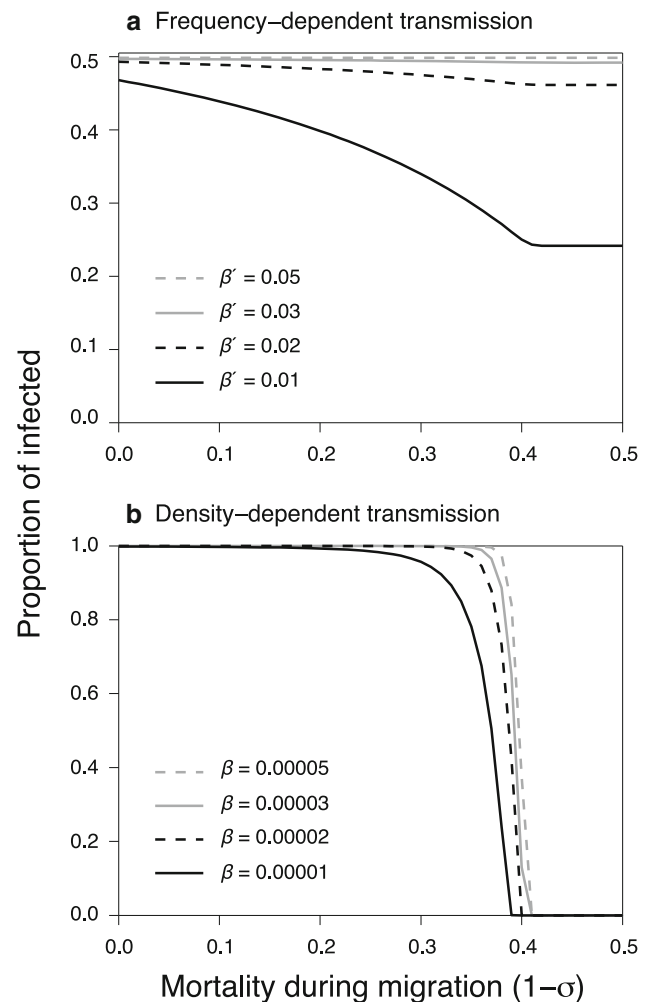 a Frequency–dependent transmission
0.5
0.4
0.3
0.2
0.1
0.0
β′ = 0.05
β′ = 0.03
β′ = 0.02
β′ = 0.01
0.0 0.1 0.2 0.3 0.4 0.5
Proportion of infected
b Density–dependent transmission
1.0
0.8
0.6
0.4
0.2
0.0
β = 0.00005
β = 0.00003
β = 0.00002
β = 0.00001
0.0 0.1 0.2 0.3 0.4 0.5
Mortality during migration (1−σ)